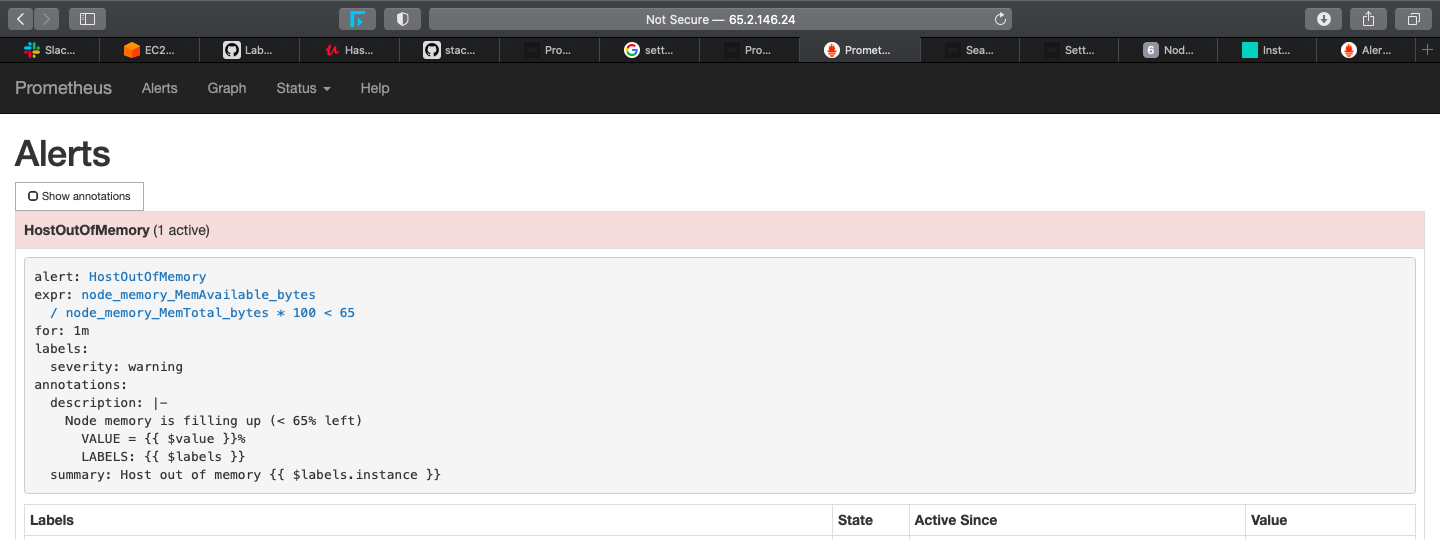 Not Secure — 65.2.146.24
Slac...
EC2...
Lab...
Has...
stac...
Pro...
sett...
Pro...
Promet...
Sea...
Sett...
6 Nod...
Inst...
Aler...
Prometheus
Alerts
Graph
Status
Help
Alerts
Show annotations
HostOutOfMemory (1 active)
alert: HostOutOfMemory
expr: node_memory_MemAvailable_bytes
/ node_memory_MemTotal_bytes * 100 < 65
for: 1m
labels:
severity: warning
annotations:
description: |-
Node memory is filling up (< 65% left)
VALUE = {{ $value }}%
LABELS: {{ $labels }}
summary: Host out of memory {{ $labels.instance }}
Labels
State
Active Since
Value